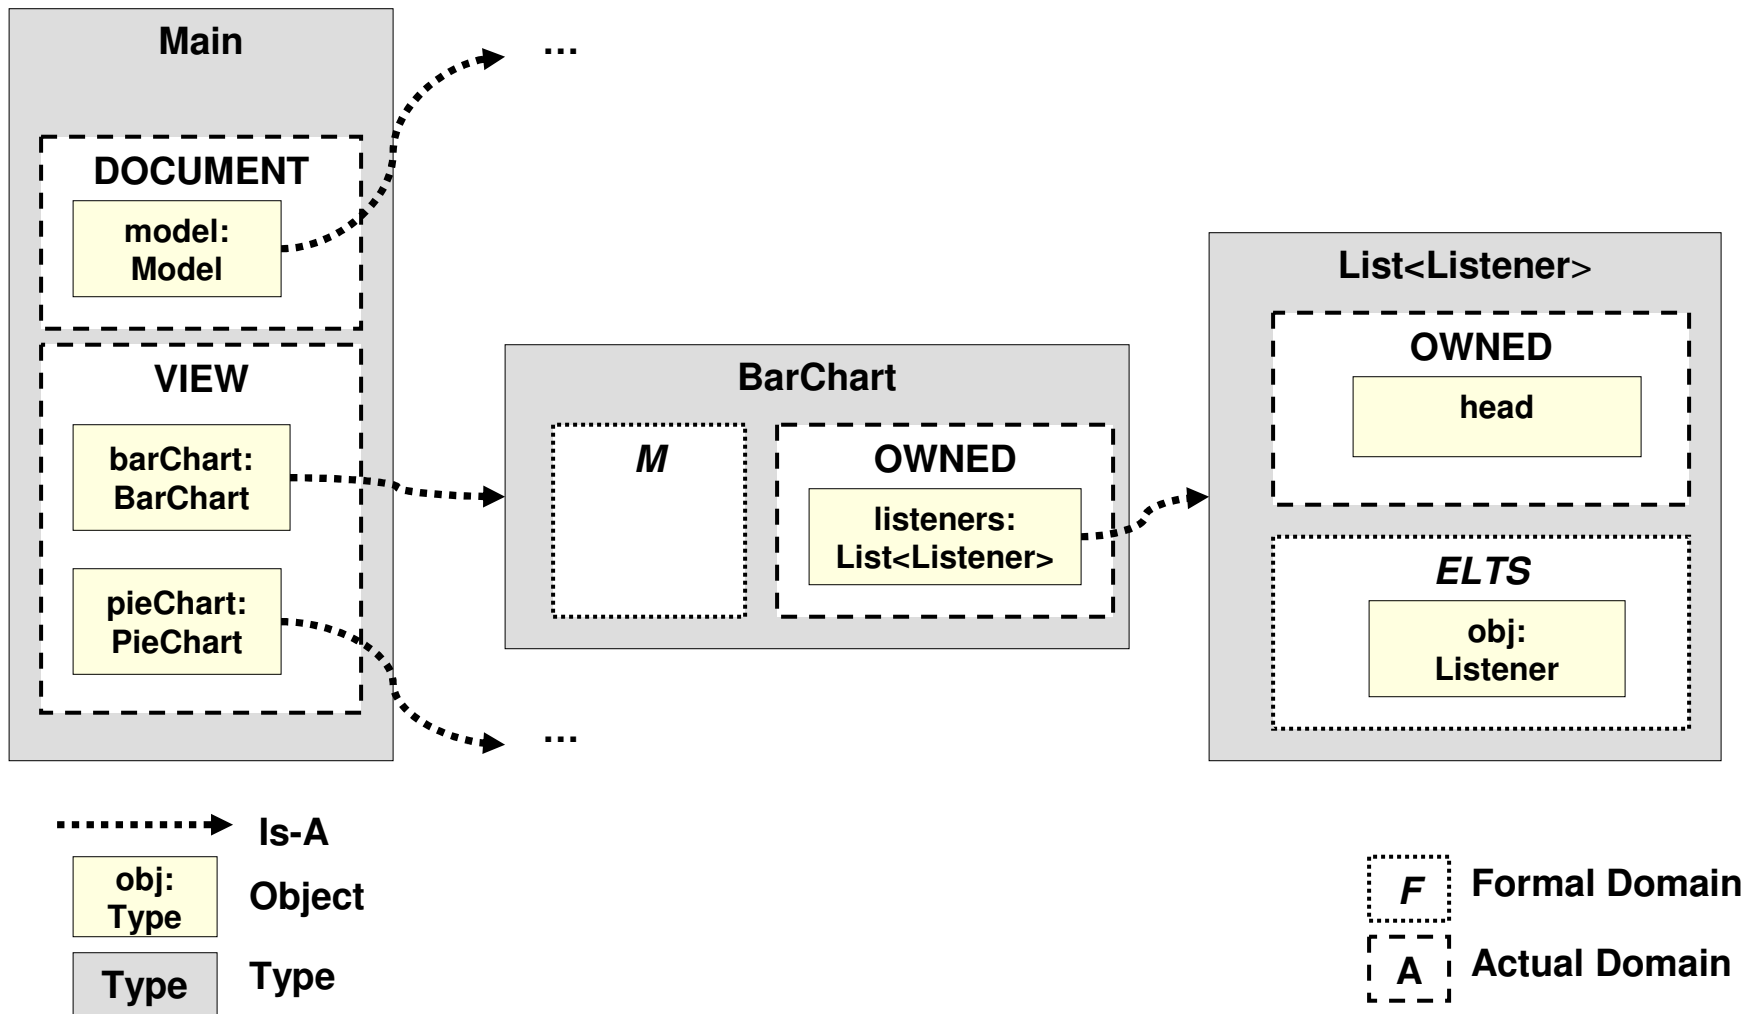 Main
DOCUMENT
model:
Model
VIEW
barChart:
BarChart
pieChart:
PieChart
...
...
BarChart
M
OWNED
listeners:
List<Listener>
List<Listener>
OWNED
head
ELTS
obj:
Listener
Is-A
obj:
Type
Object
Type
Type
F
Formal Domain
A
Actual Domain